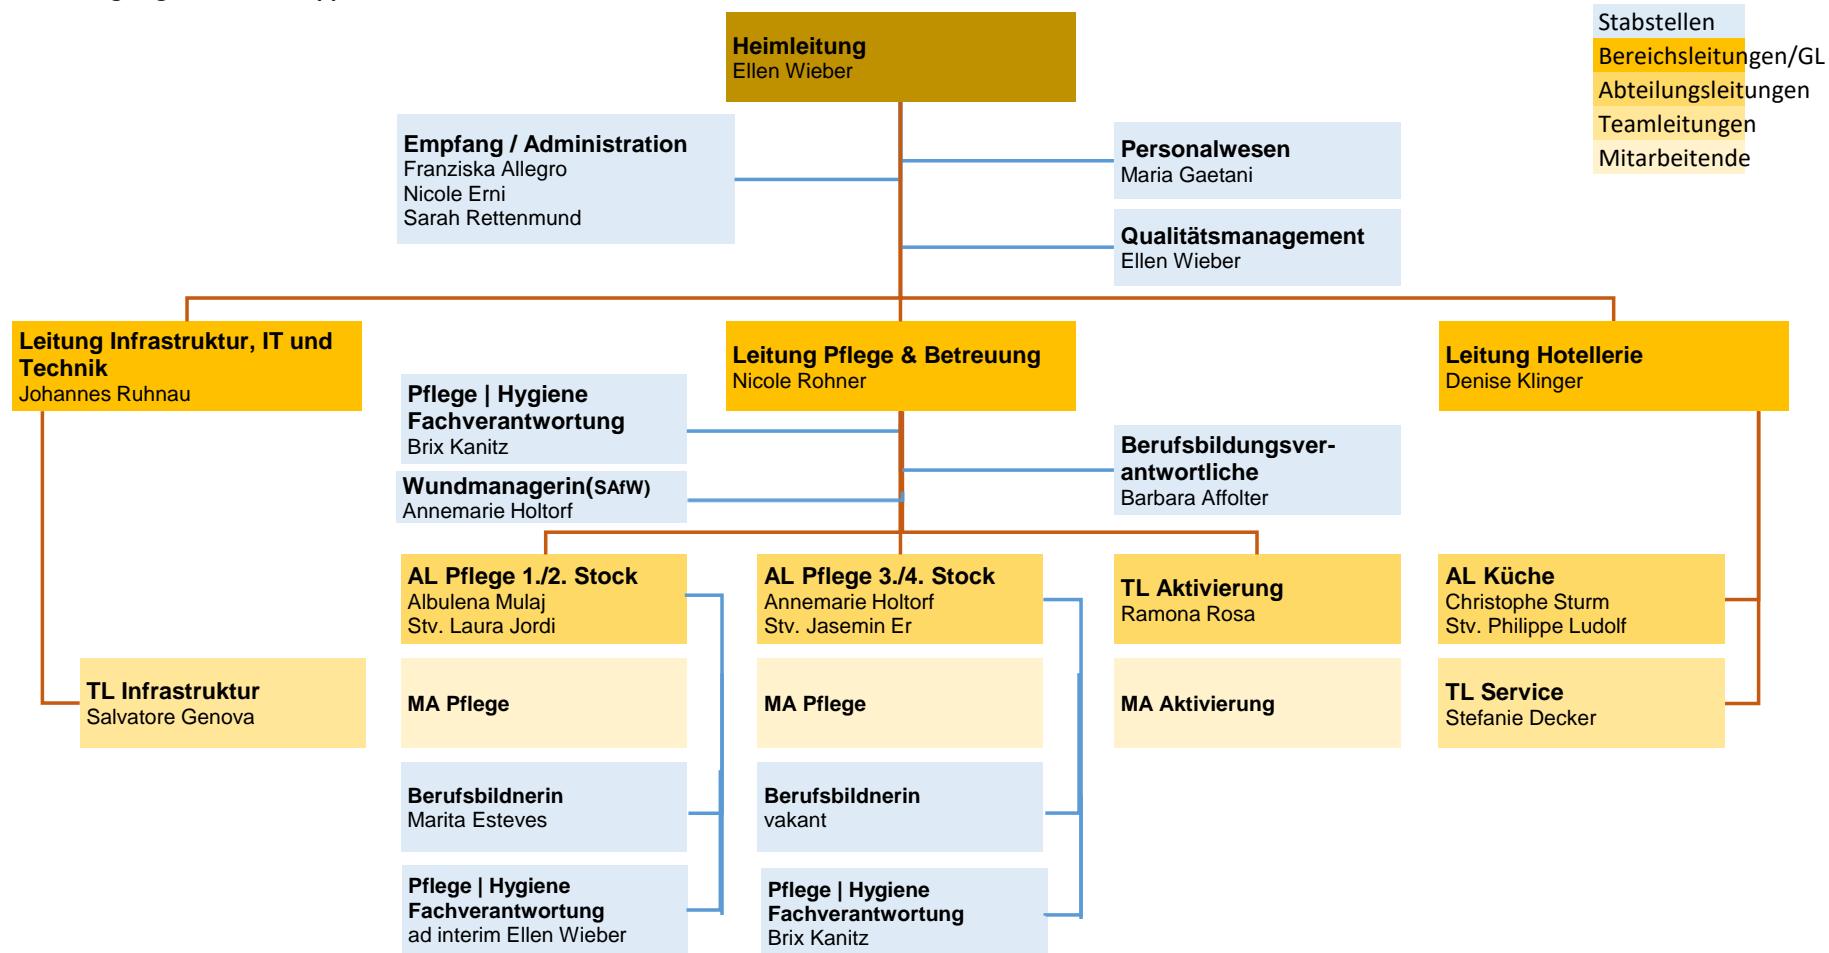 Heimleitung
Ellen Wieber
Stabstellen
Bereichsleitungen/GL
Abteilungsleitungen
Teamleitungen
Mitarbeitende
Empfang / Administration
Franziska Allegro
Nicole Erni
Sarah Rettenmund
Personalwesen
Maria Gaetani
Qualitätsmanagement
Ellen Wieber
Leitung Infrastruktur, IT und
Technik
Johannes Ruhnau
Leitung Pflege & Betreuung
Nicole Rohner
Leitung Hotellerie
Denise Klinger
Pflege | Hygiene
Fachverantwortung
Brix Kanitz
Wundmanagerin(SAfW)
Annemarie Holtorf
Berufsbildungsver-
antwortliche
Barbara Affolter
AL Pflege 1./2. Stock
Albulena Mulaj
Stv. Laura Jordi
AL Pflege 3./4. Stock
Annemarie Holtorf
Stv. Jasemin Er
TL Aktivierung
Ramona Rosa
AL Küche
Christophe Sturm
Stv. Philippe Ludolf
TL Infrastruktur
Salvatore Genova
MA Pflege
MA Pflege
MA Aktivierung
TL Service
Stefanie Decker
Berufsbildnerin
Marita Esteves
Berufsbildnerin
vakant
Pflege | Hygiene
Fachverantwortung
ad interim Ellen Wieber
Pflege | Hygiene
Fachverantwortung
Brix Kanitz